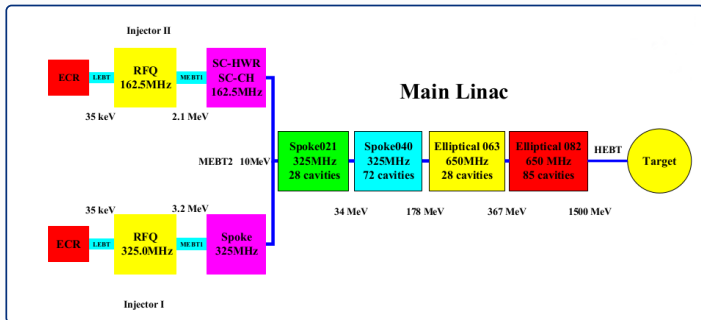 Injector II
ECR
LEBT
RFQ
162.5MHz
MEBT1
SC-HWR
SC-CH
162.5MHz
35 keV
2.1 MeV
Main Linac
MEBT2 10MeV
Spoke021
325MHz
28 cavities
Spoke040
325MHz
72 cavities
Elliptical 063
650MHz
28 cavities
Elliptical 082
650 MHz
85 cavities
HEBT
Target
34 MeV
178 MeV
367 MeV
1500 MeV
35 keV
3.2 MeV
ECR
LEBT
RFQ
325.0MHz
MEBT1
Spoke
325MHz
Injector I